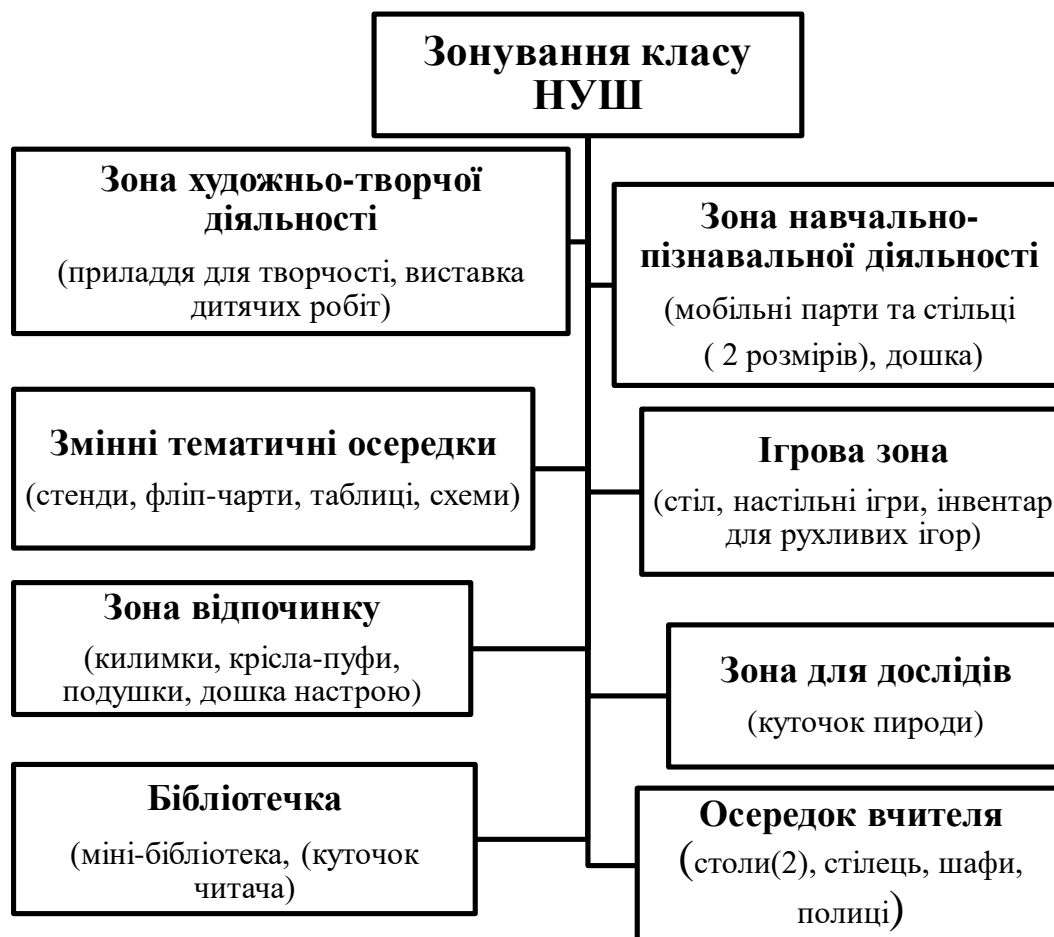 Зонування класу
НУШ
Зона художньо-творчої
діяльності
(приладдя для творчості, виставка
дитячих робіт)
Зона навчально-
пізнавальної діяльності
(мобільні парти та стільці
( 2 розмірів), дошка)
Змінні тематичні осередки
(стенди, фліп-чарти, таблиці, схеми)
Ігрова зона
(стіл, настільні ігри, інвентар
для рухливих ігор)
Зона відпочинку
(килимки, крісла-пуфи,
подушки, дошка настрою)
Зона для дослідів
(куточок пироди)
Бібліотечка
(міні-бібліотека, (куточок
читача)
Осередок вчителя
(столи(2), стілець, шафи,
полиці)